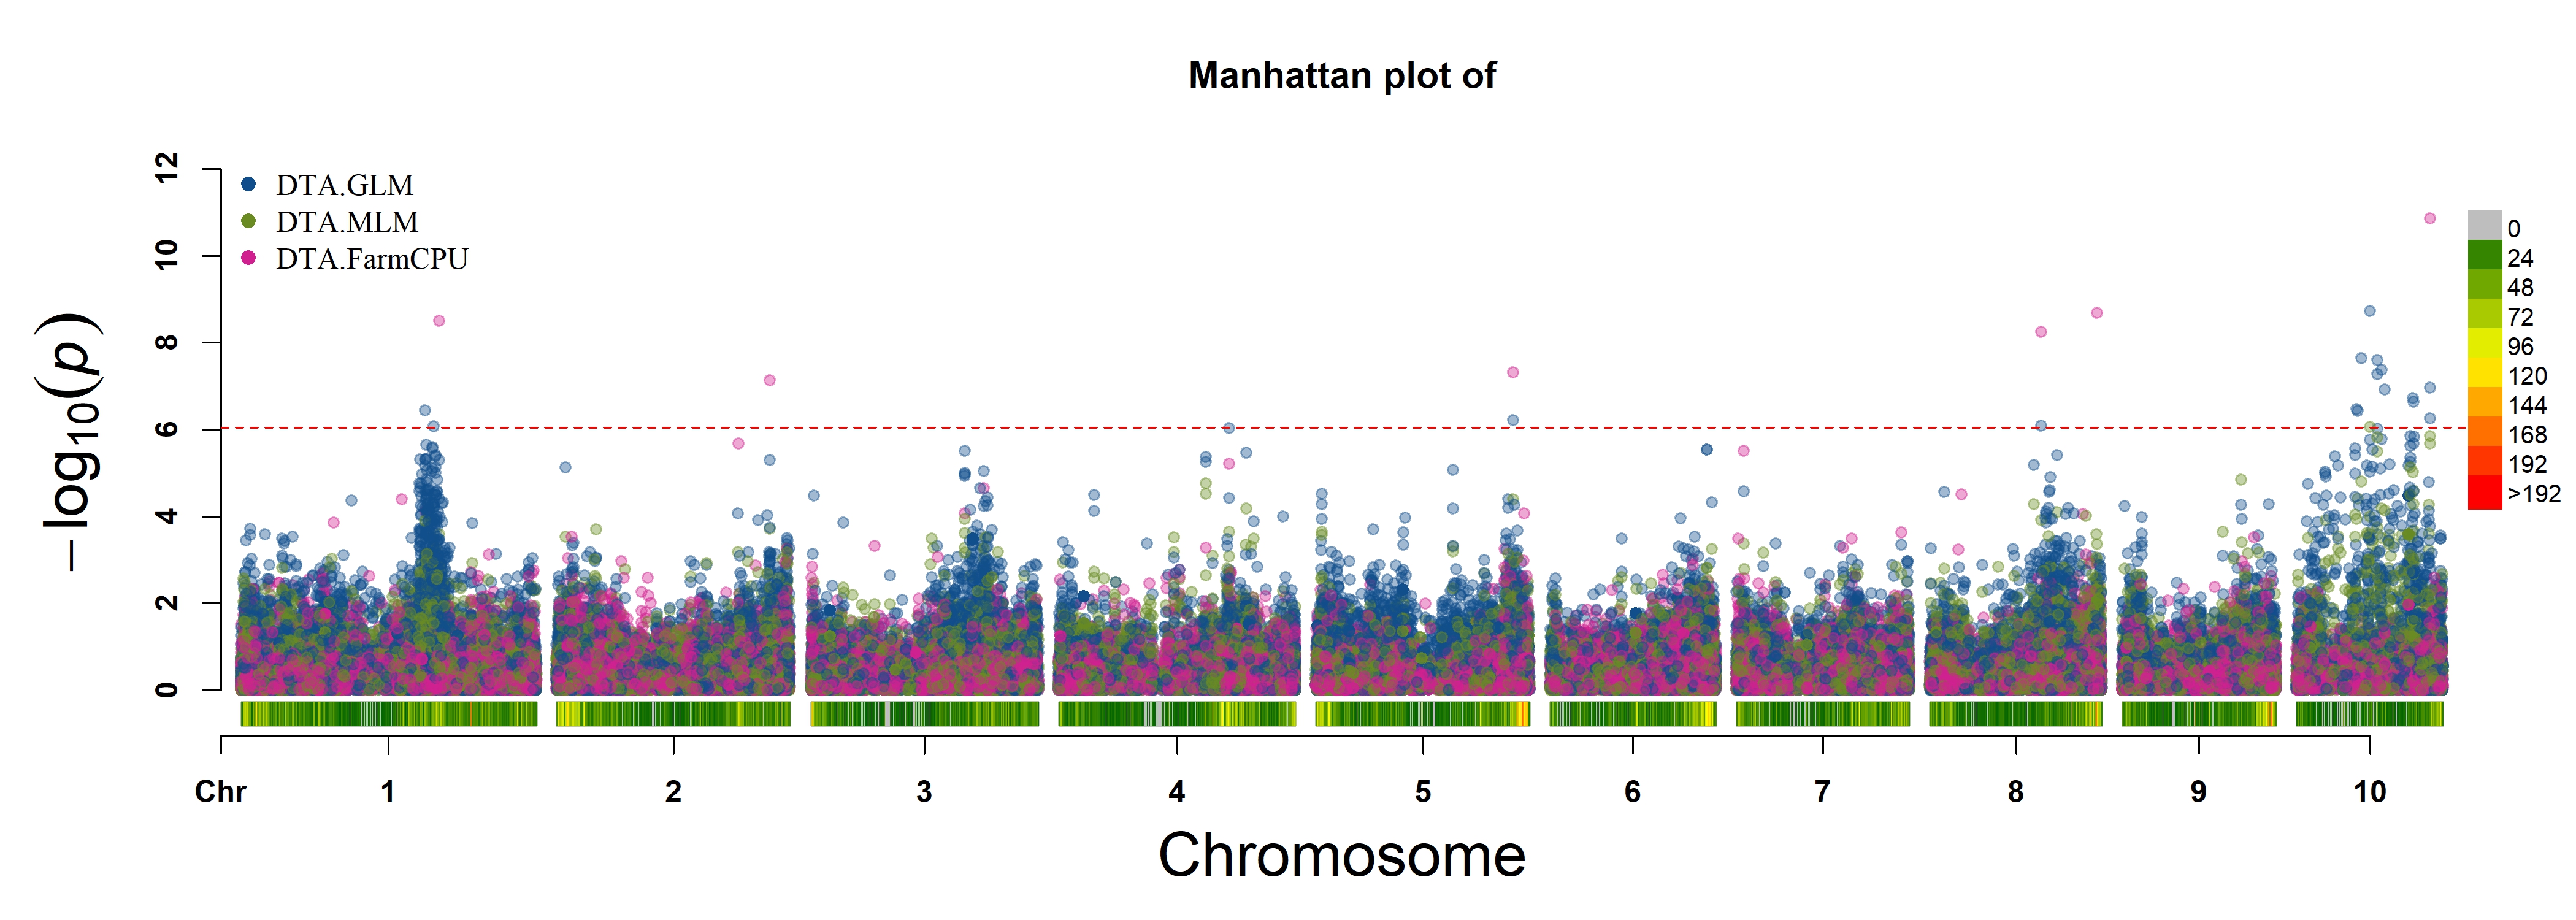 Manhattan plot of
−log10(p)
12
10
8
6
4
2
0
DTA.GLM
DTA.MLM
DTA.FarmCPU
0
24
48
72
96
120
144
168
192
>192
Chr 1 2 3 4 5 6 7 8 9 10
Chromosome